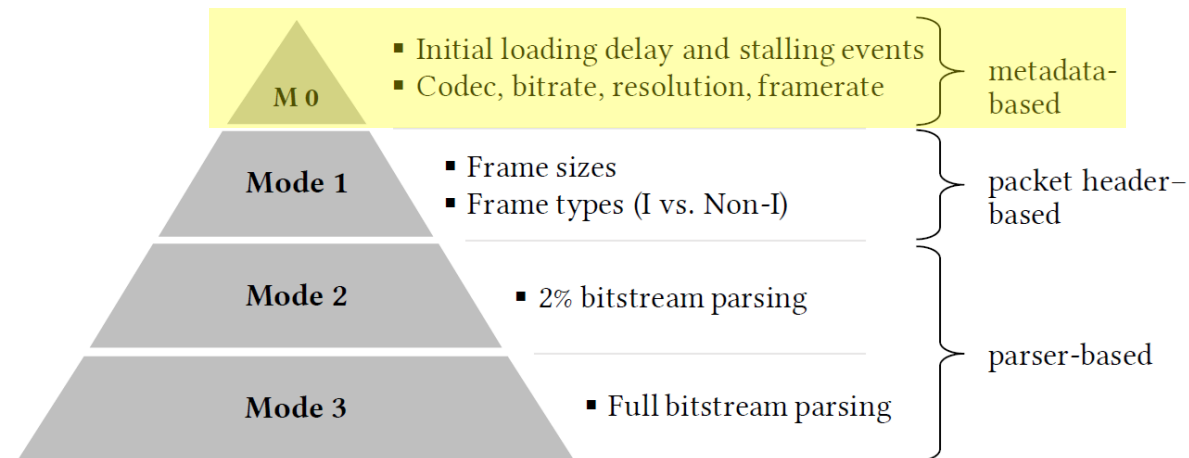 M 0
▪ Initial loading delay and stalling events
▪ Codec, bitrate, resolution, framerate
metadata-
based
Mode 1
▪ Frame sizes
▪ Frame types (I vs. Non-I)
packet header–
based
Mode 2
▪ 2% bitstream parsing
parser-based
Mode 3
▪ Full bitstream parsing